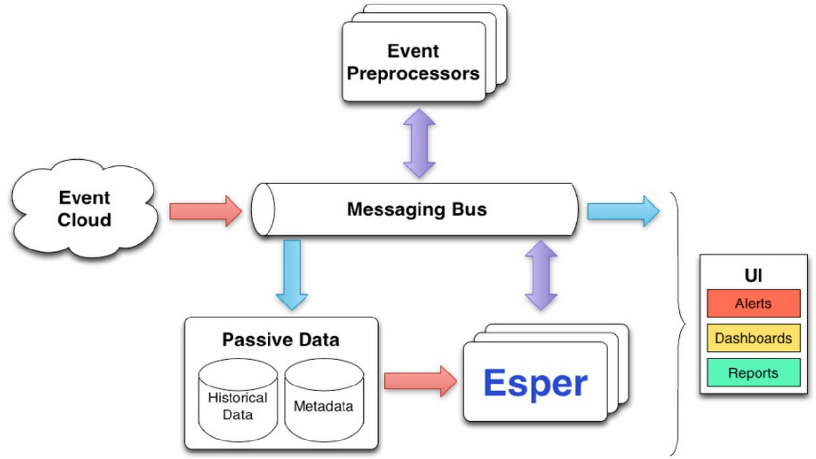 Event
Preprocessors
Event
Cloud
Messaging Bus
UI
Alerts
Dashboards
Reports
Passive Data
Historical
Data
Metadata
Esper